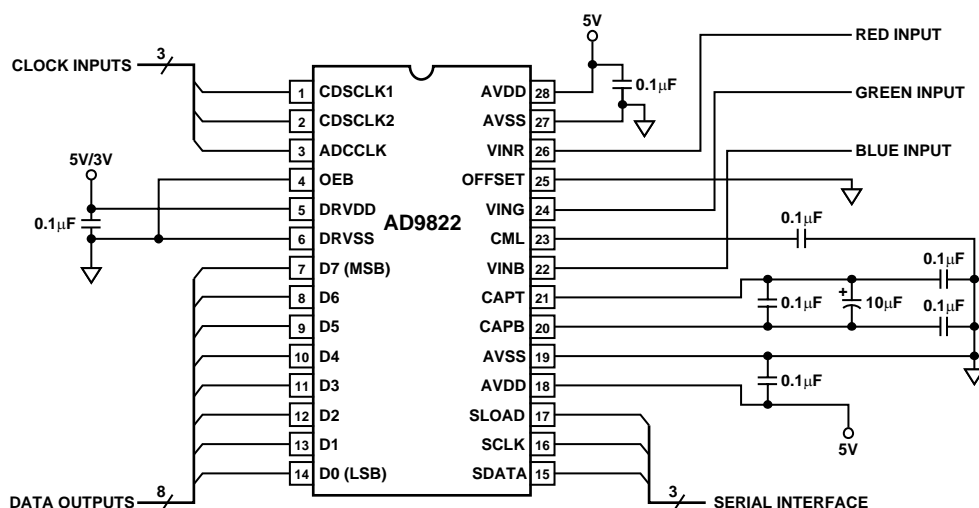 5V
3
CLOCK INPUTS
RED INPUT
0.1μF
GREEN INPUT
BLUE INPUT
5V/3V
0.1μF
AD9822
1 CDSCLK1
2 CDSCLK2
3 ADCCLK
4 OEB
5 DRVDD
6 DRVSS
7 D7 (MSB)
8 D6
9 D5
10 D4
11 D3
12 D2
13 D1
14 D0 (LSB)
AVDD 28
AVSS 27
VINR 26
OFFSET 25
VING 24
CML 23
VINB 22
CAPT 21
CAPB 20
AVSS 19
AVDD 18
SLOAD 17
SCLK 16
SDATA 15
0.1μF
0.1μF
0.1μF
+
10μF
0.1μF
0.1μF
5V
DATA OUTPUTS
8
3
SERIAL INTERFACE